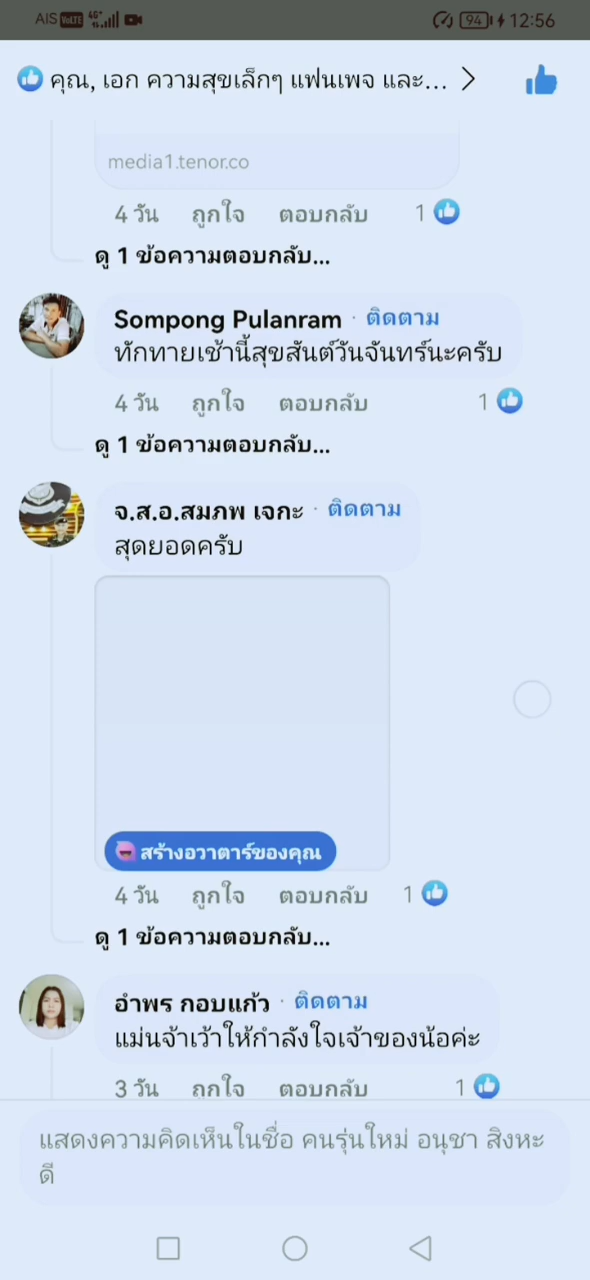 AIS VoLTE 4G+ 94 12:56
คุณ, เอก ความสุขเล็กๆ แฟนเพจ และ...
media1.tenor.co
4 วัน ถูกใจ ตอบกลับ 1
ดู 1 ข้อความตอบกลับ...
Sompong Pulanram · ติดตาม
ทักทายเช้านี้สุขสันต์วันจันทร์นะครับ
4 วัน ถูกใจ ตอบกลับ 1
ดู 1 ข้อความตอบกลับ...
จ.ส.อ.สมภพ เจกะ · ติดตาม
สุดยอดครับ
สร้างอวาตาร์ของคุณ
4 วัน ถูกใจ ตอบกลับ 1
ดู 1 ข้อความตอบกลับ...
อำพร กอบแก้ว · ติดตาม
แม่นจ้าเว้าให้กำลังใจเจ้าของน้อค่ะ
3 วัน ถูกใจ ตอบกลับ 1
แสดงความคิดเห็นในชื่อ คนรุ่นใหม่ อนุชา สิงหะ
ดี